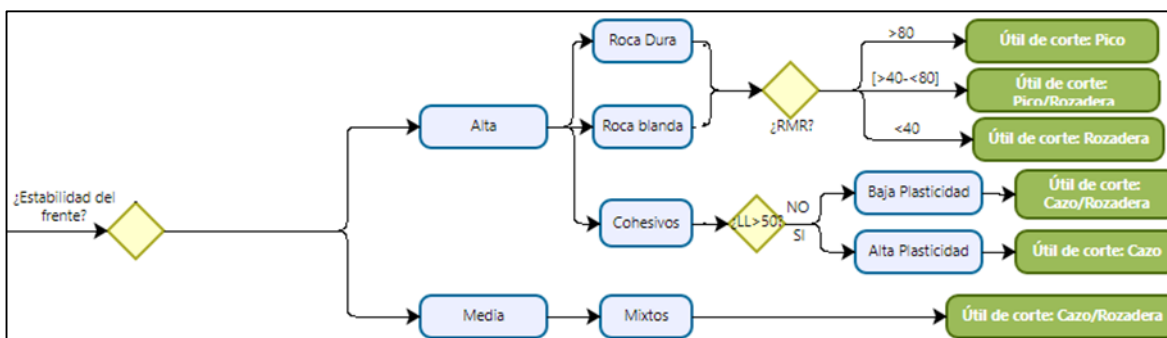 Roca Dura
>80
Útil de corte: Pico
Alta
Roca blanda
¿RMR?
[>40-<80]
Útil de corte:
Pico/Rozadera
<40
Útil de corte: Rozadera
¿Estabilidad del
frente?
Cohesivos
¿LL>50?
NO
SI
Baja Plasticidad
Útil de corte:
Cazo/Rozadera
Alta Plasticidad
Útil de corte: Cazo
Media
Mixtos
Útil de corte: Cazo/Rozadera